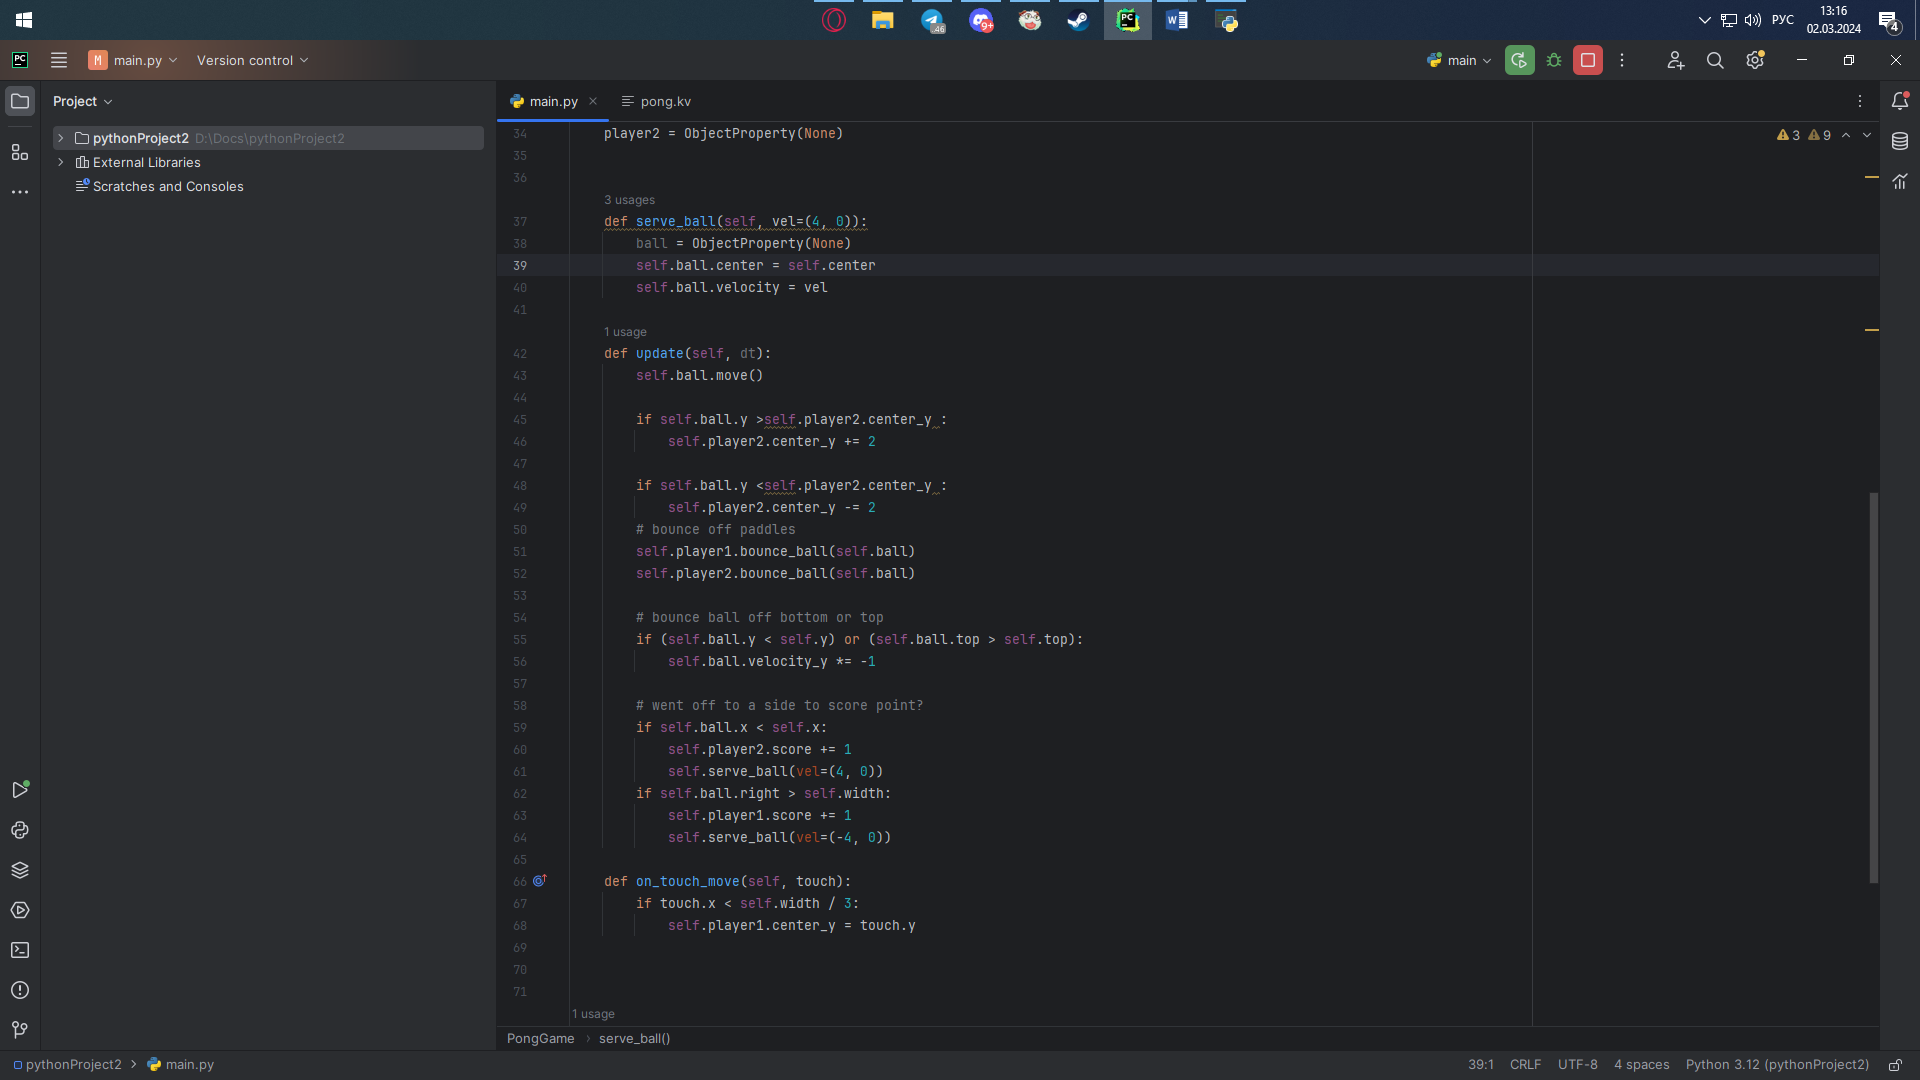 46
9+
РУС
13:16
02.03.2024
4
PC
M main.py
Version control
main
Project
main.py
pong.kv
pythonProject2 D:\Docs\pythonProject2
External Libraries
Scratches and Consoles
3 9
34 player2 = ObjectProperty(None)
35
36
3 usages
37 def serve_ball(self, vel=(4, 0)):
38 ball = ObjectProperty(None)
39 self.ball.center = self.center
40 self.ball.velocity = vel
41
1 usage
42 def update(self, dt):
43 self.ball.move()
44
45 if self.ball.y >self.player2.center_y :
46 self.player2.center_y += 2
47
48 if self.ball.y <self.player2.center_y :
49 self.player2.center_y -= 2
50 # bounce off paddles
51 self.player1.bounce_ball(self.ball)
52 self.player2.bounce_ball(self.ball)
53
54 # bounce ball off bottom or top
55 if (self.ball.y < self.y) or (self.ball.top > self.top):
56 self.ball.velocity_y *= -1
57
58 # went off to a side to score point?
59 if self.ball.x < self.x:
60 self.player2.score += 1
61 self.serve_ball(vel=(4, 0))
62 if self.ball.right > self.width:
63 self.player1.score += 1
64 self.serve_ball(vel=(-4, 0))
65
66 def on_touch_move(self, touch):
67 if touch.x < self.width / 3:
68 self.player1.center_y = touch.y
69
70
71
1 usage
PongGame > serve_ball()
pythonProject2 > main.py
39:1 CRLF UTF-8 4 spaces Python 3.12 (pythonProject2)